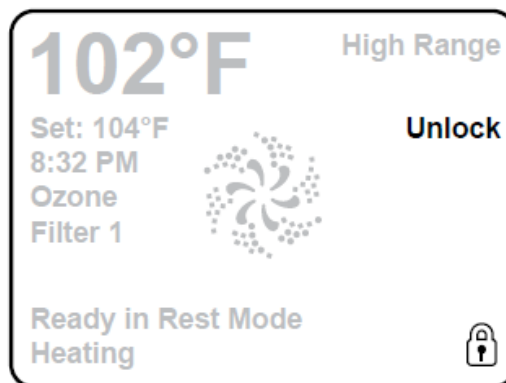 102°F
High Range
Set: 104°F
Unlock
8:32 PM
Ozone
Filter 1
Ready in Rest Mode
Heating